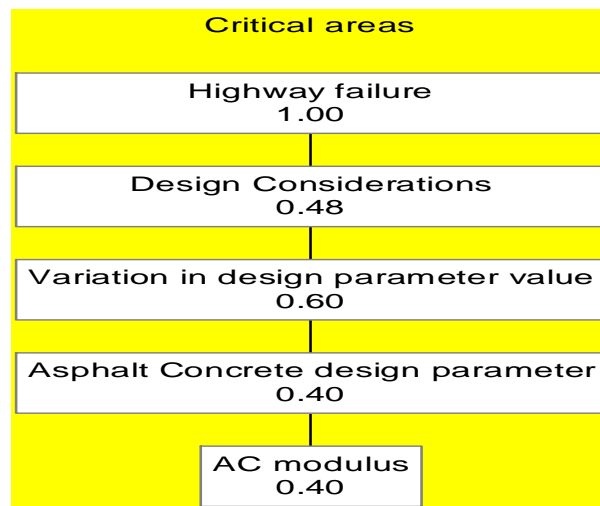 Critical areas
Highway failure
1.00
Design Considerations
0.48
Variation in design parameter value
0.60
Asphalt Concrete design parameter
0.40
AC modulus
0.40